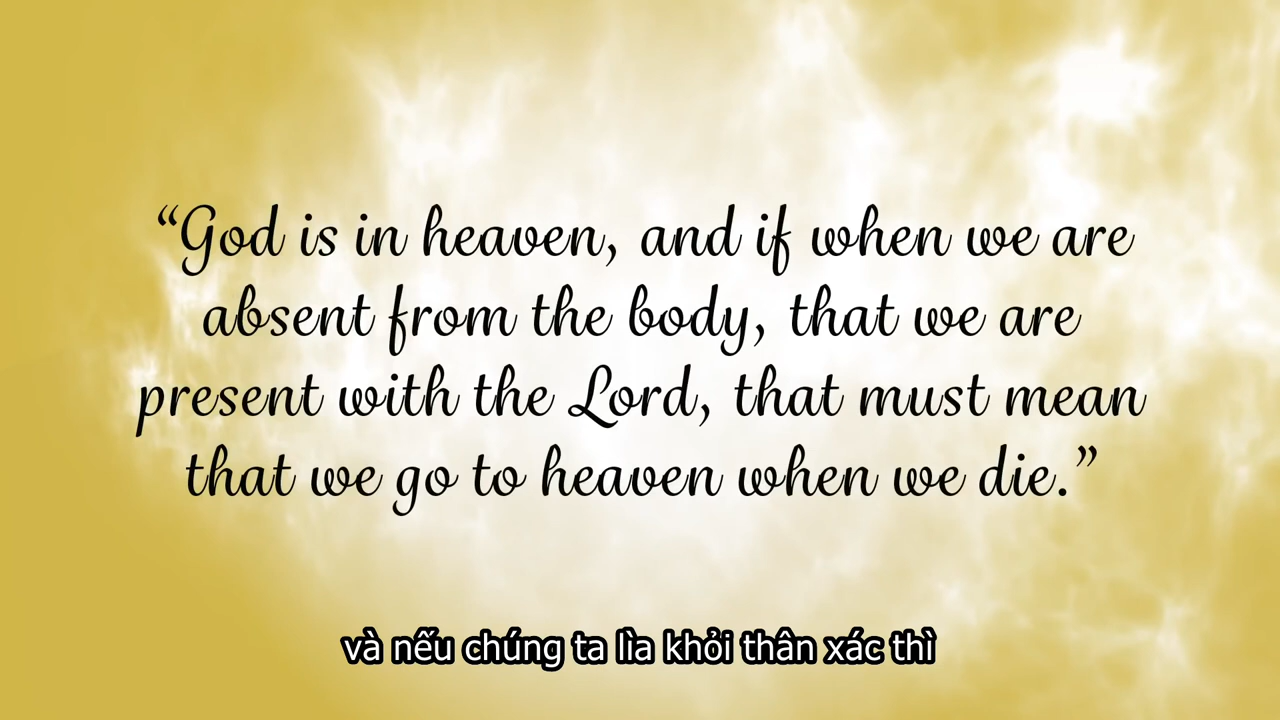 “God is in heaven, and if when we are
absent from the body, that we are
present with the Lord, that must mean
that we go to heaven when we die.”
và nếu chúng ta lìa khỏi thân xác thì